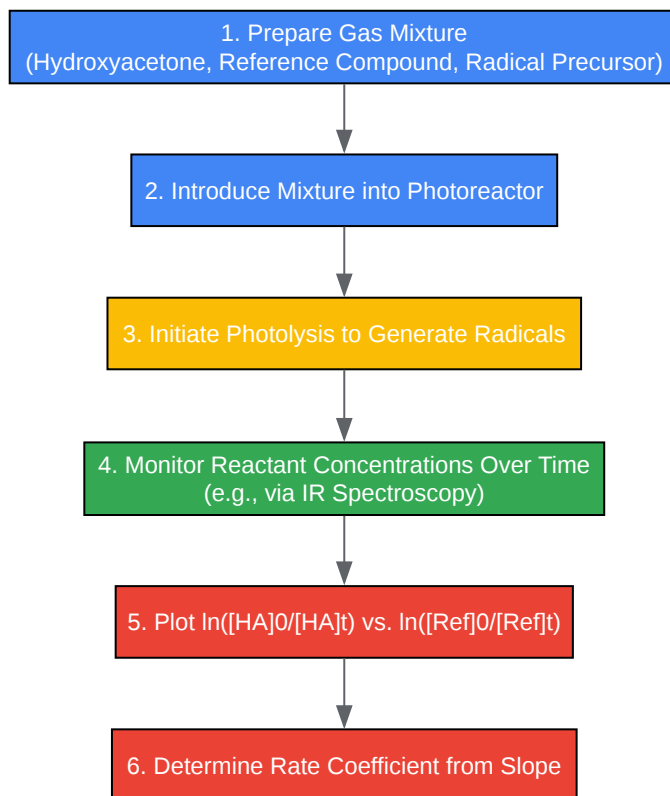 1. Prepare Gas Mixture
(Hydroxyacetone, Reference Compound, Radical Precursor)
2. Introduce Mixture into Photoreactor
3. Initiate Photolysis to Generate Radicals
4. Monitor Reactant Concentrations Over Time
(e.g., via IR Spectroscopy)
5. Plot ln([HA]0/[HA]t) vs. ln([Ref]0/[Ref]t)
6. Determine Rate Coefficient from Slope